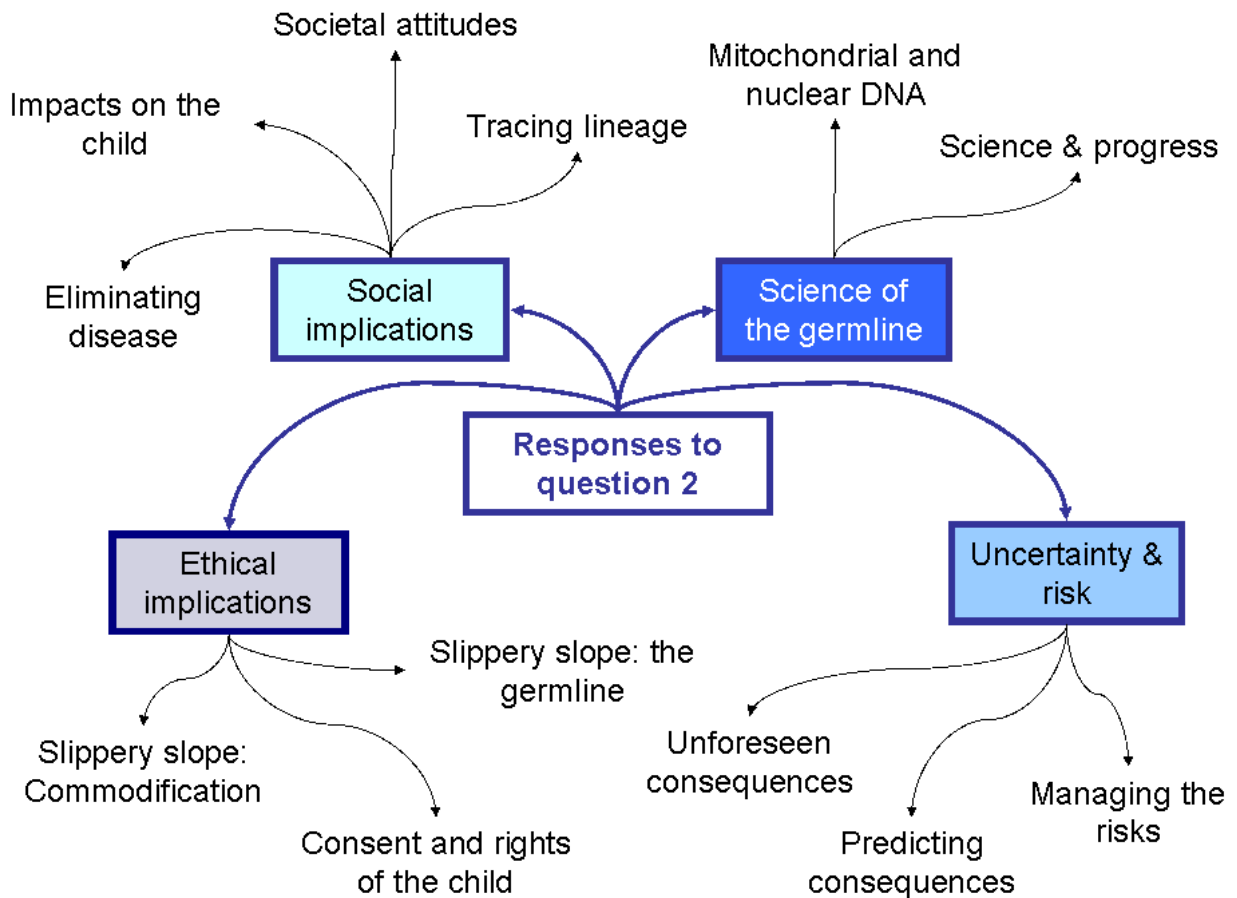 Societal attitudes
Mitochondrial and
nuclear DNA
Impacts on the
child
Tracing lineage
Science & progress
Eliminating
disease
Social
implications
Science of
the germline
Responses to
question 2
Ethical
implications
Uncertainty &
risk
Slippery slope: the
germline
Slippery slope:
Commodification
Consent and rights
of the child
Unforeseen
consequences
Managing the
risks
Predicting
consequences